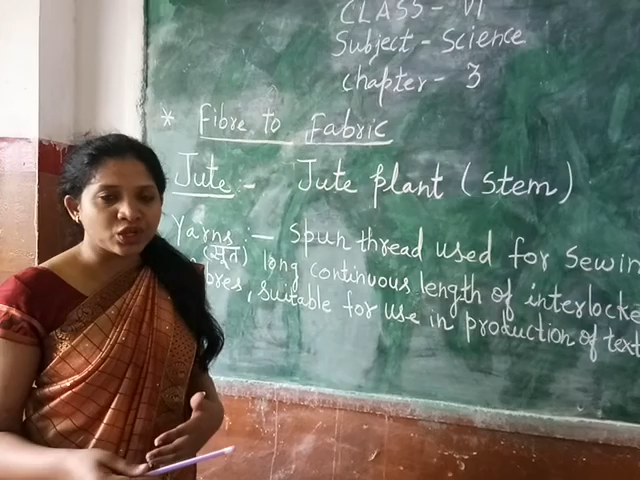 CLASS - VI
Subject - Science
Chapter - 3
* Fibre to Fabric
Jute :- Jute plant (stem)
Yarns :- Spun thread used for sewin
(सूत) long continuous length of interlocke
bres, suitable for use in production of text